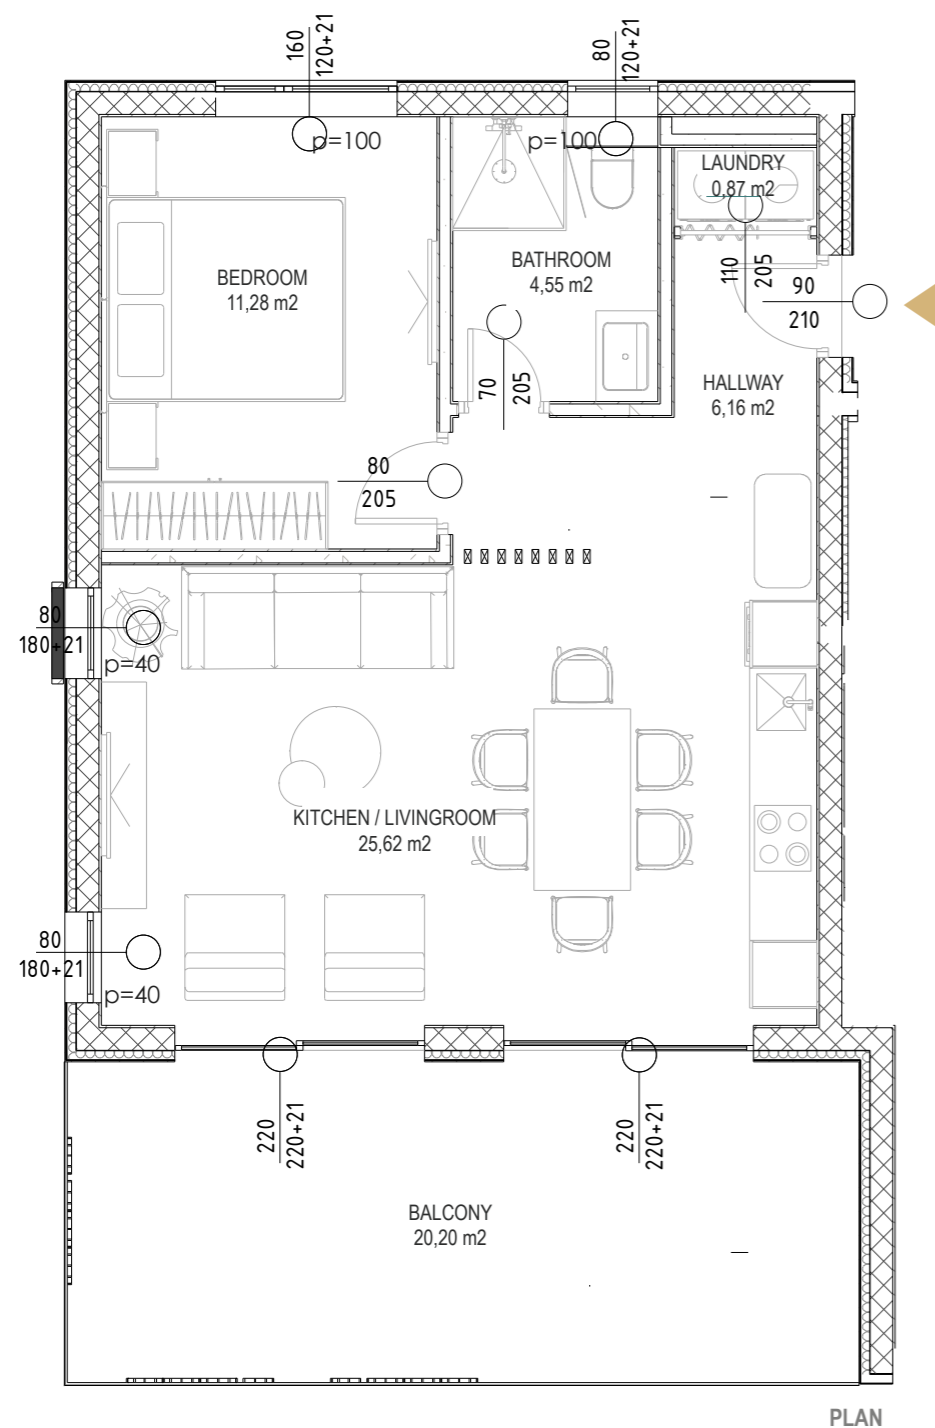 160
120+21
80
120+21
p=100
p=100
LAUNDRY
0,87 m2
BEDROOM
11,28 m2
BATHROOM
4,55 m2
110
205
90
210
70
205
HALLWAY
6,16 m2
80
205
80
180+21
p=40
KITCHEN / LIVINGROOM
25,62 m2
80
180+21
p=40
220
220+21
220
220+21
BALCONY
20,20 m2
PLAN